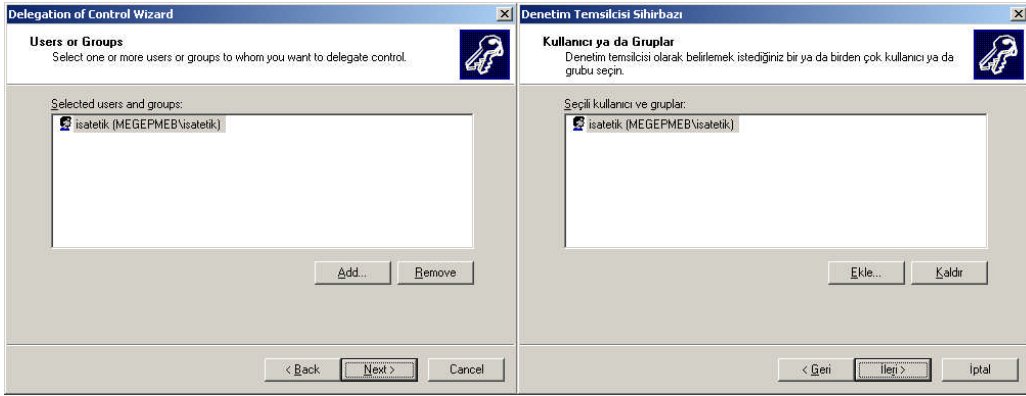 Delegation of Control Wizard
Users or Groups
Select one or more users or groups to whom you want to delegate control.
Selected users and groups:
isatetik (MEGEPMEB\isatetik)
Add...
Remove
< Back
Next >
Cancel
Denetim Temsilcisi Sihirbazı
Kullanıcı ya da Gruplar
Denetim temsilcisi olarak belirlemek istediğiniz bir ya da birden çok kullanıcı ya da
grubu seçin.
Seçili kullanıcı ve gruplar:
isatetik (MEGEPMEB\isatetik)
Ekle...
Kaldır
< Geri
İleri >
İptal